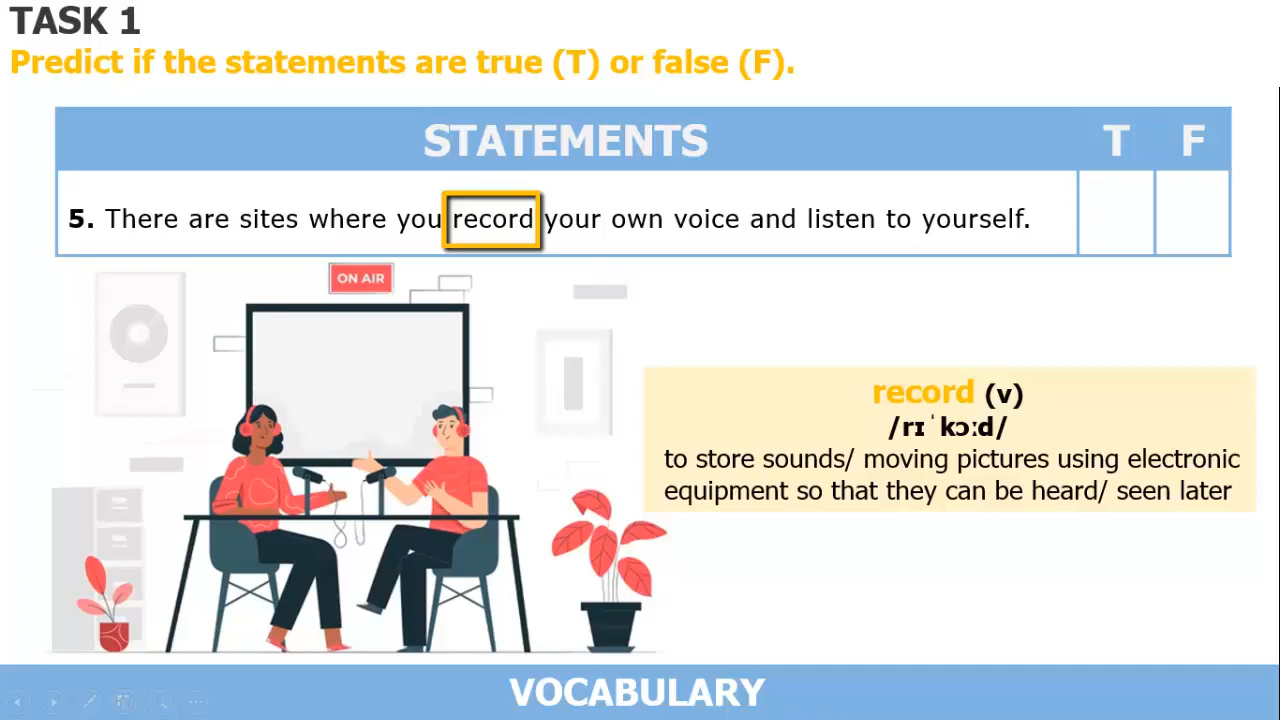 TASK 1
Predict if the statements are true (T) or false (F).
STATEMENTS T F
5. There are sites where you record your own voice and listen to yourself.
ON AIR
record (v)
/rɪˈkɔːd/
to store sounds/ moving pictures using electronic
equipment so that they can be heard/ seen later
VOCABULARY